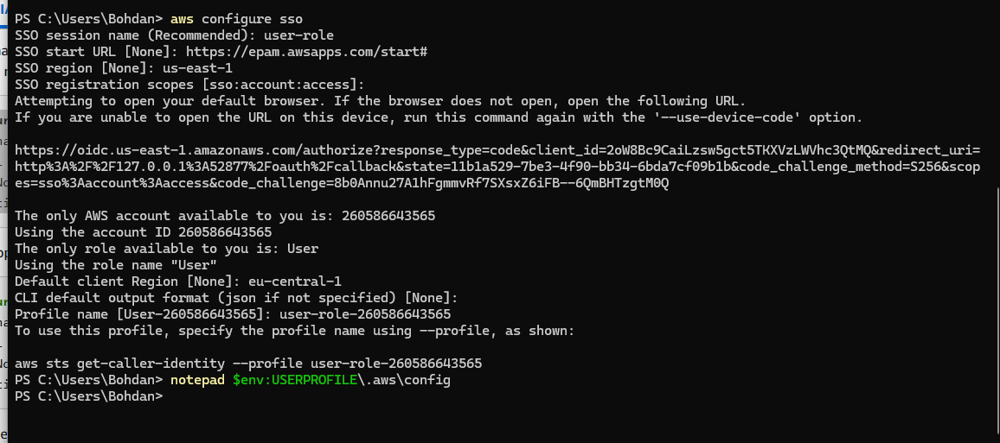 PS C:\Users\Bohdan> aws configure sso
SSO session name (Recommended): user-role
SSO start URL [None]: https://epam.awsapps.com/start#
SSO region [None]: us-east-1
SSO registration scopes [sso:account:access]:
Attempting to open your default browser. If the browser does not open, open the following URL.
If you are unable to open the URL on this device, run this command again with the '--use-device-code' option.
https://oidc.us-east-1.amazonaws.com/authorize?response_type=code&client_id=2oW8Bc9CaiLzsw5gct5TKXVzLWVhc3QtMQ&redirect_uri=
http%3A%2F%2F127.0.0.1%3A52877%2Foauth%2Fcallback&state=11b1a529-7be3-4f90-bb34-6bda7cf09b1b&code_challenge_method=S256&scop
es=sso%3Aaccount%3Aaccess&code_challenge=8b0Annu27A1hFgmmvRf7SXsxZ6iFB--6QmBHTzgtM0Q
The only AWS account available to you is: 260586643565
Using the account ID 260586643565
The only role available to you is: User
Using the role name "User"
Default client Region [None]: eu-central-1
CLI default output format (json if not specified) [None]:
Profile name [User-260586643565]: user-role-260586643565
To use this profile, specify the profile name using --profile, as shown:
aws sts get-caller-identity --profile user-role-260586643565
PS C:\Users\Bohdan> notepad $env:USERPROFILE\.aws\config
PS C:\Users\Bohdan>